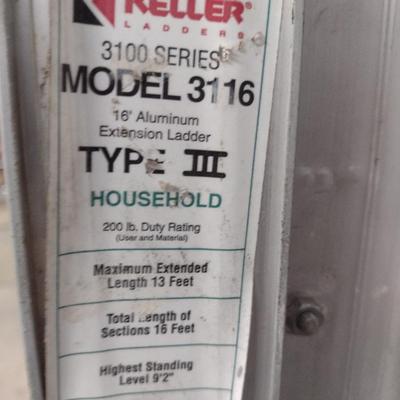 KELLER®
LADDERS
3100 SERIES
MODEL 3116
16' Aluminum
Extension Ladder
TYPE III
HOUSEHOLD
200 lb. Duty Rating
(User and Material)
Maximum Extended
Length 13 Feet
Total Length of
Sections 16 Feet
Highest Standing
Level 9'2"